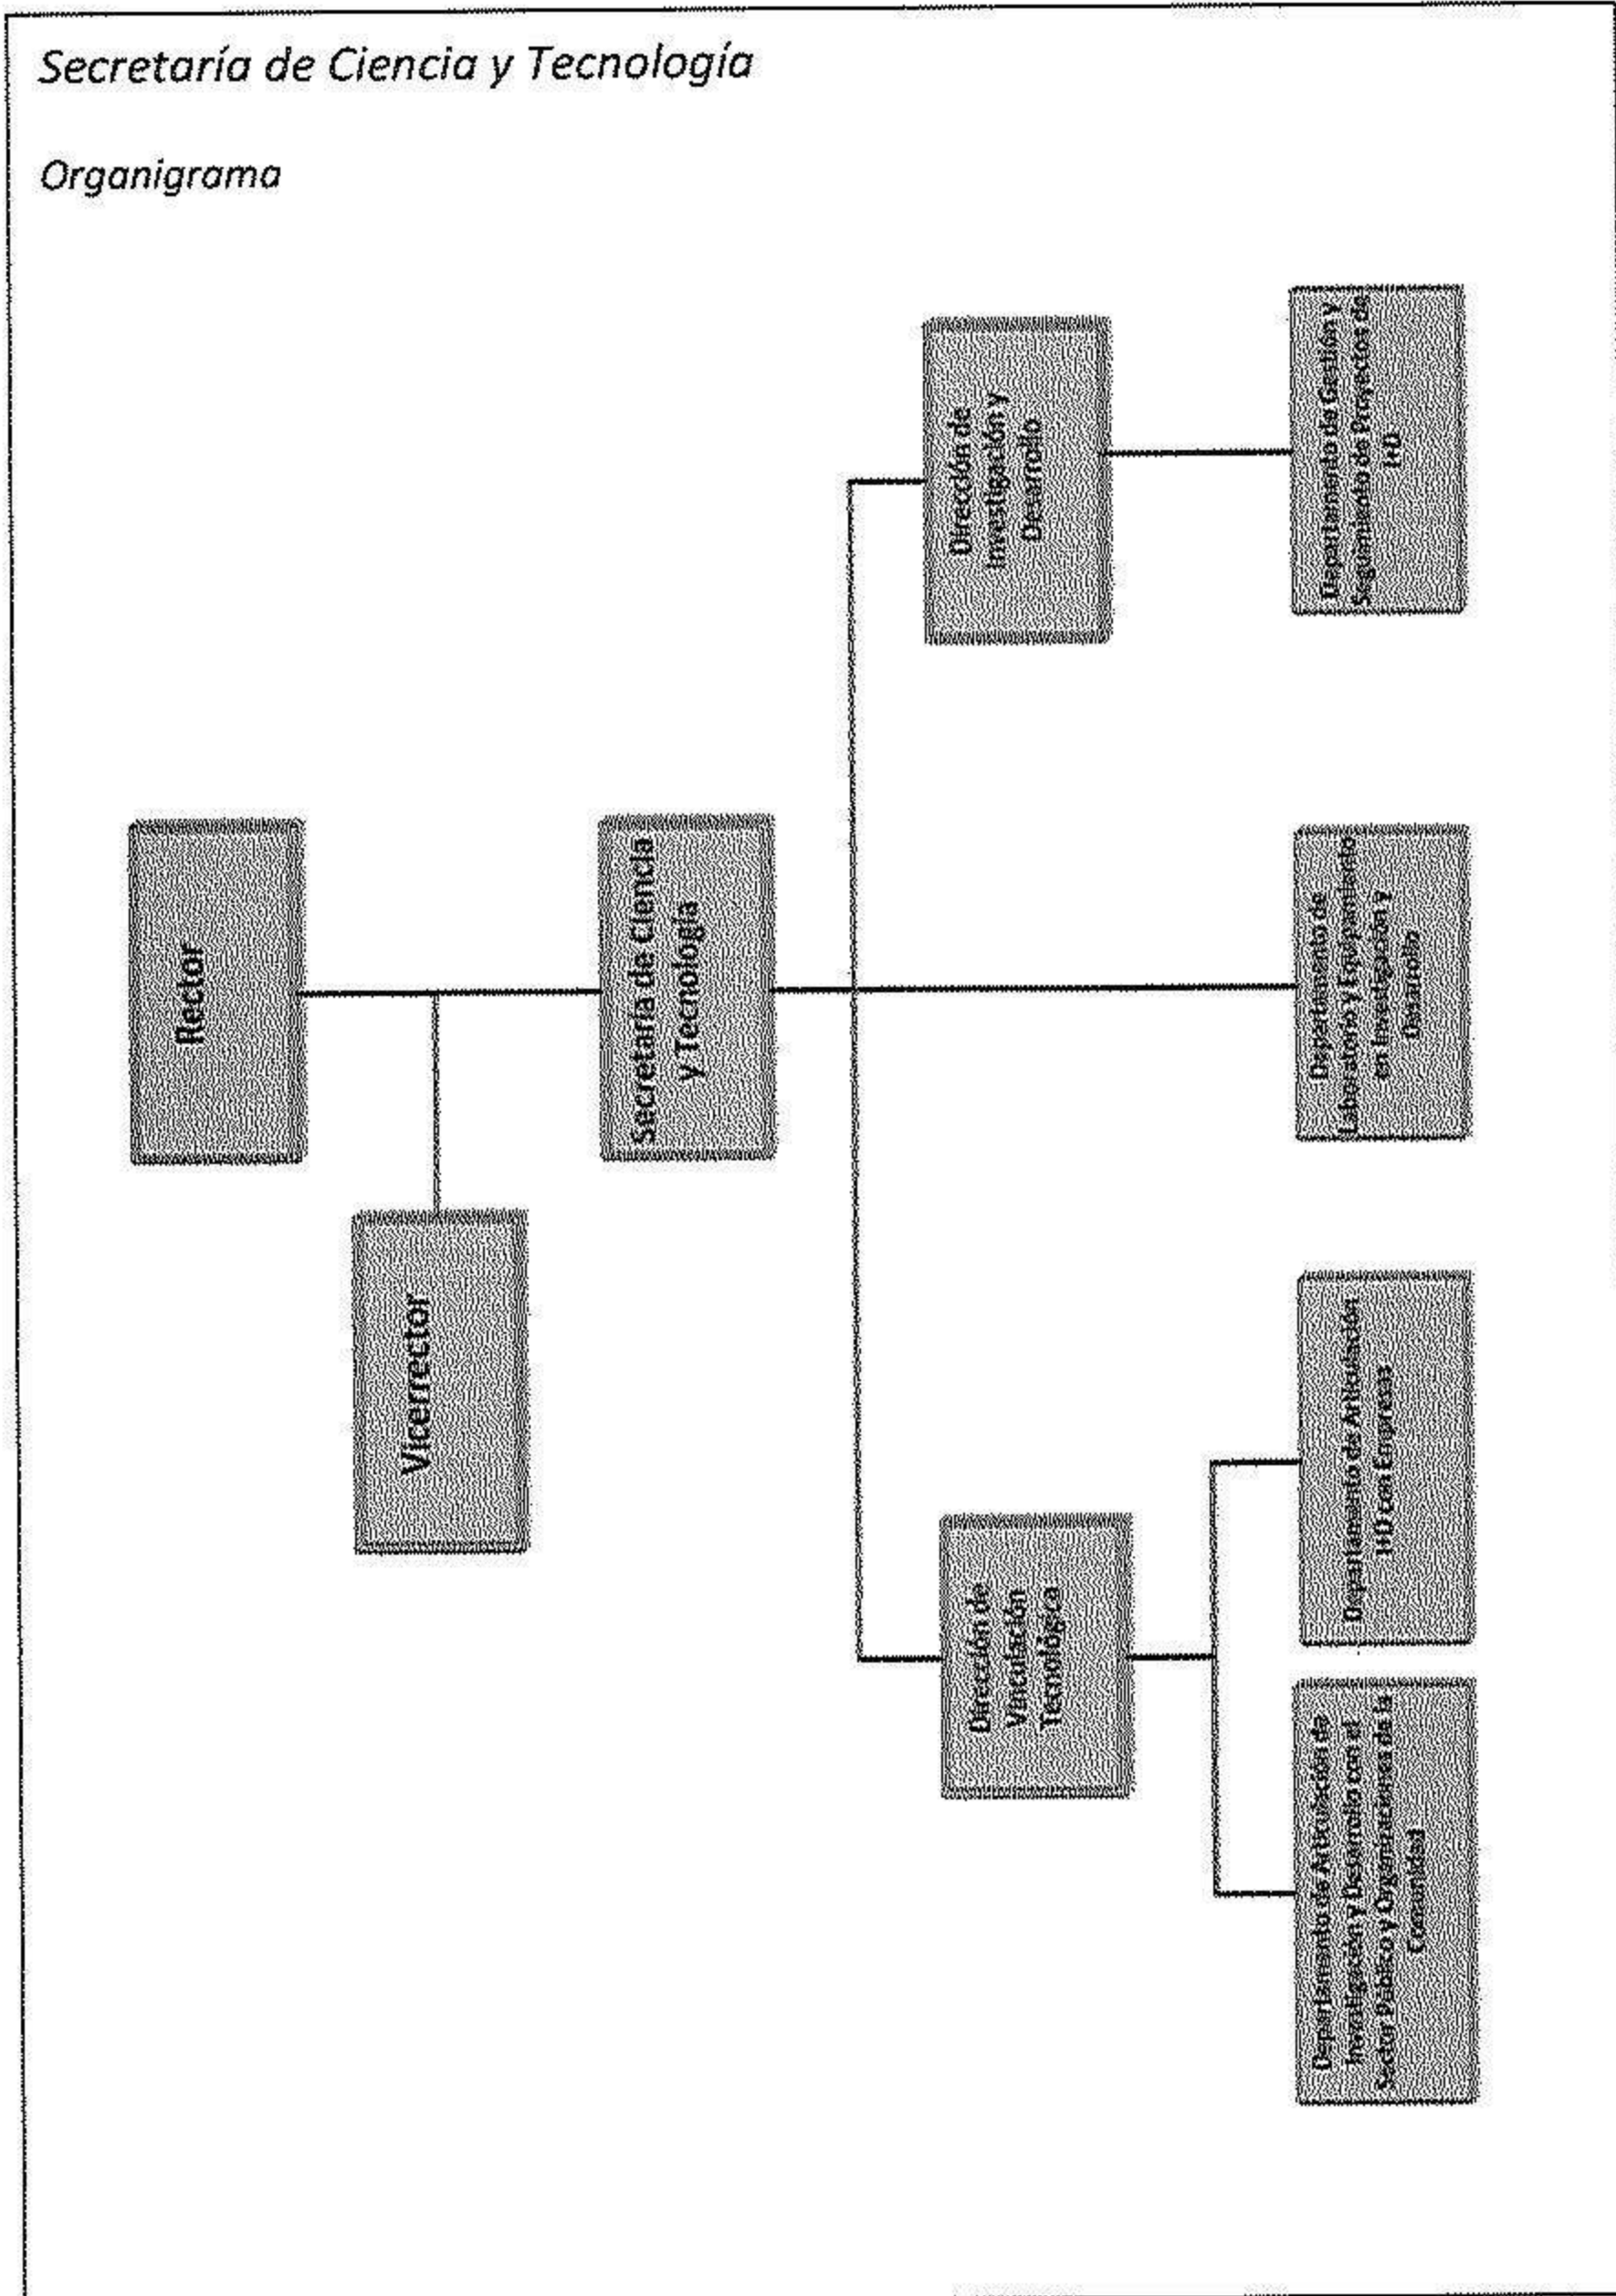 Secretaría de Ciencia y Tecnología
Organigrama
Rector
Vicerrector
Secretaría de Ciencia
y Tecnología
Dirección de
Vinculación
Tecnológica
Dirección de
Investigación y
Desarrollo
Departamento de Articulación de
Investigación y Desarrollo con el
Sector Público y Organizaciones de la
Comunidad
Departamento de Articulación
I+D con Empresas
Departamento de
Laboratorio y Equipamiento
en Investigación y
Desarrollo
Departamento de Gestión y
Seguimiento de Proyectos de
I+D